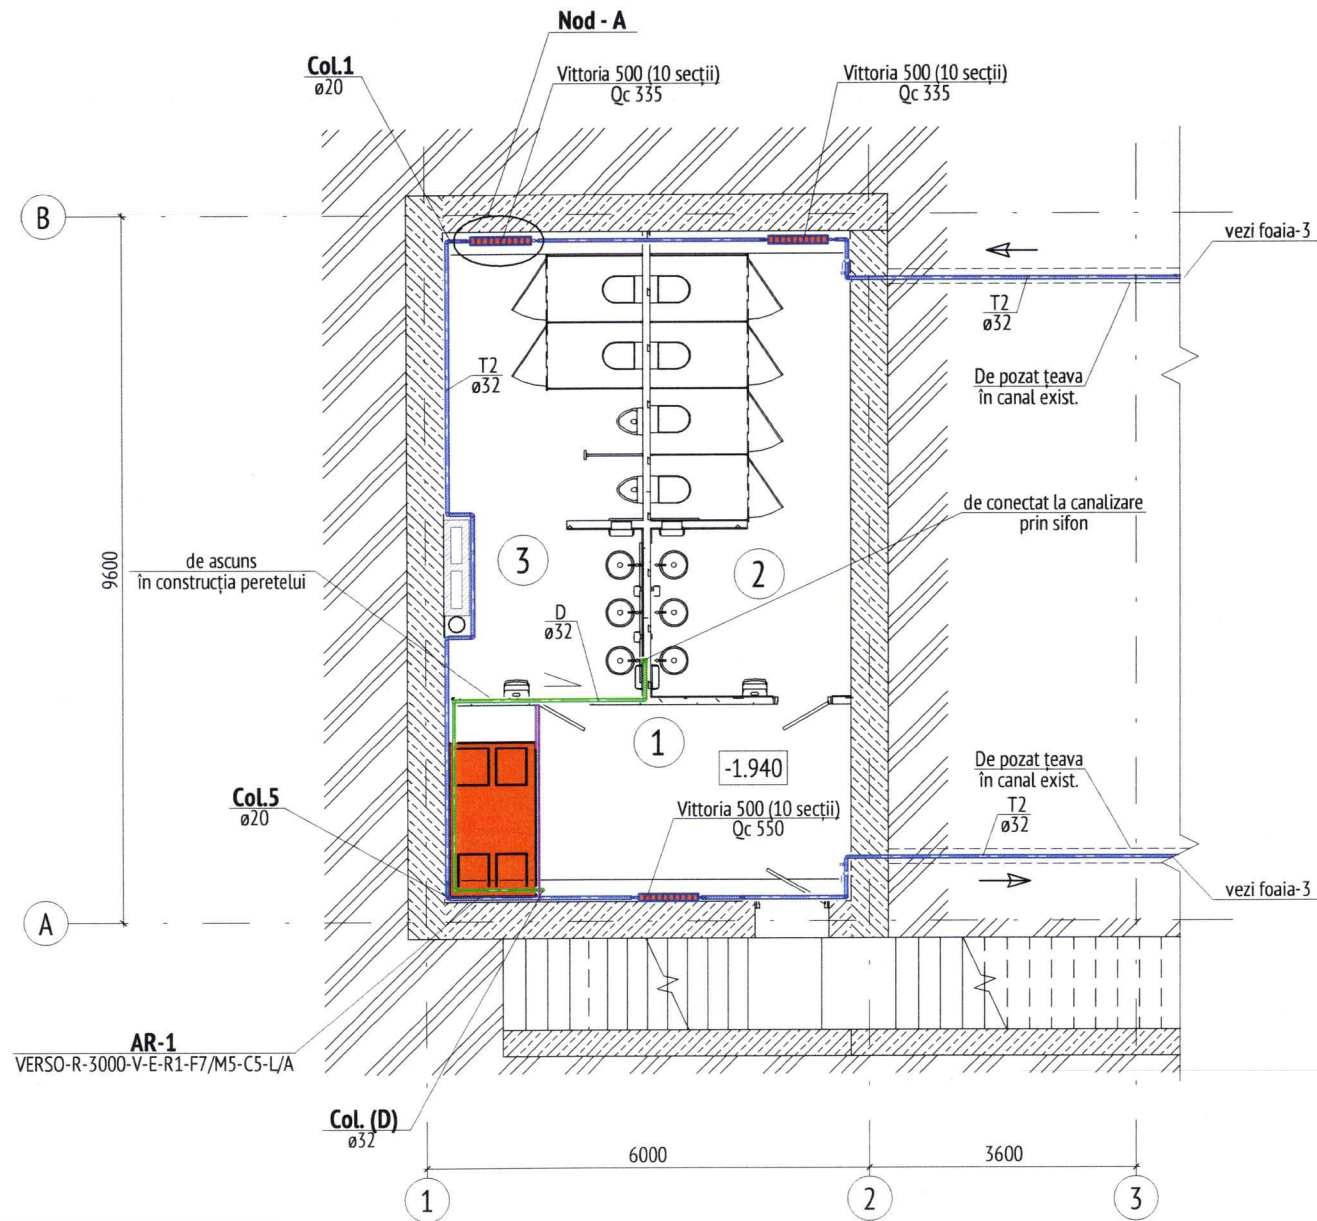 Nod - A
Col.1
ø20
Vittoria 500 (10 secții)
Qc 335
Vittoria 500 (10 secții)
Qc 335
B
vezi foaia-3
T2
ø32
T2
ø32
De pozat țeava
în canal exist.
de conectat la canalizare
prin sifon
9600
de ascuns
în construcția peretelui
3
2
D
ø32
1
-1.940
De pozat țeava
în canal exist.
T2
ø32
Col.5
ø20
Vittoria 500 (10 secții)
Qc 550
vezi foaia-3
A
AR-1
VERSO-R-3000-V-E-R1-F7/M5-C5-L/A
Col. (D)
ø32
6000
3600
1
2
3